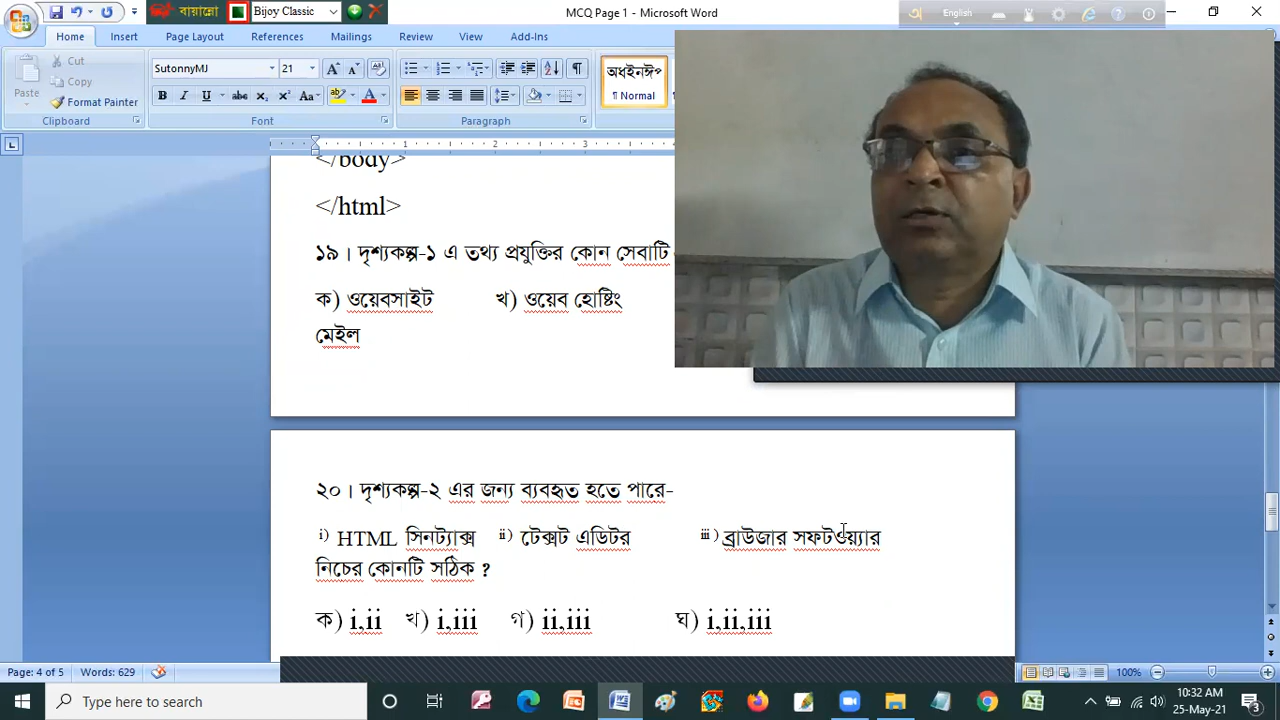 Bijoy Classic
MCQ Page 1 - Microsoft Word
English
Home Insert Page Layout References Mailings Review View Add-Ins
Cut
Copy
Paste
Format Painter
Clipboard
SutonnyMJ 21
Font
Paragraph
¶ Normal
</body>
</html>
১৯। দৃশ্যকল্প-১ এ তথ্য প্রযুক্তির কোন সেবাটি
ক) ওয়েবসাইট খ) ওয়েব হোষ্টিং
মেইল
২০। দৃশ্যকল্প-২ এর জন্য ব্যবহৃত হতে পারে-
i) HTML সিনট্যাক্স ii) টেক্সট এডিটর iii) ব্রাউজার সফটওয়্যার
নিচের কোনটি সঠিক ?
ক) i,ii খ) i,iii গ) ii,iii ঘ) i,ii,iii
Page: 4 of 5 Words: 629 100%
Type here to search
10:32 AM
25-May-21